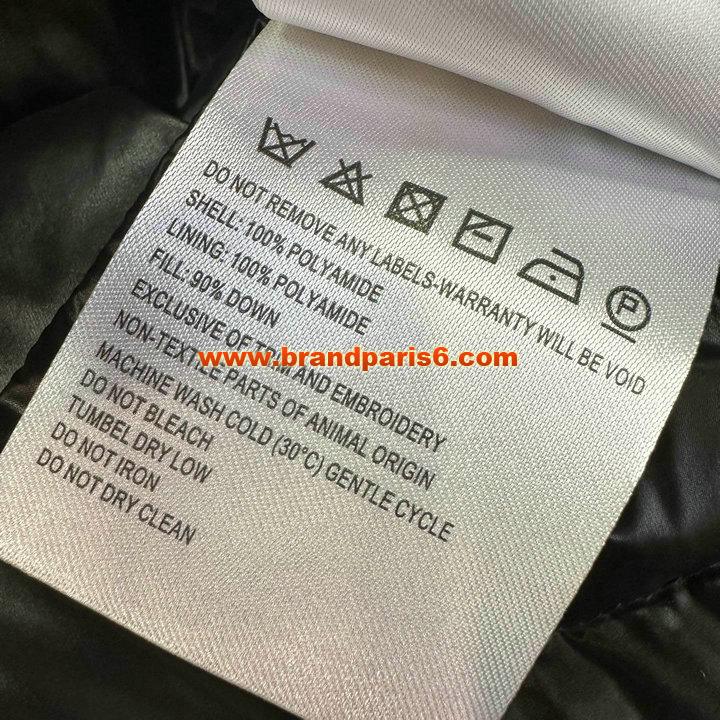 P
DO NOT REMOVE ANY LABELS-WARRANTY WILL BE VOID
SHELL: 100% POLYAMIDE
LINING: 100% POLYAMIDE
FILL: 90% DOWN
EXCLUSIVE OF TRIM AND EMBROIDERY
www.brandparis6.com
NON-TEXTILE PARTS OF ANIMAL ORIGIN
MACHINE WASH COLD (30°C) GENTLE CYCLE
DO NOT BLEACH
TUMBEL DRY LOW
DO NOT IRON
DO NOT DRY CLEAN